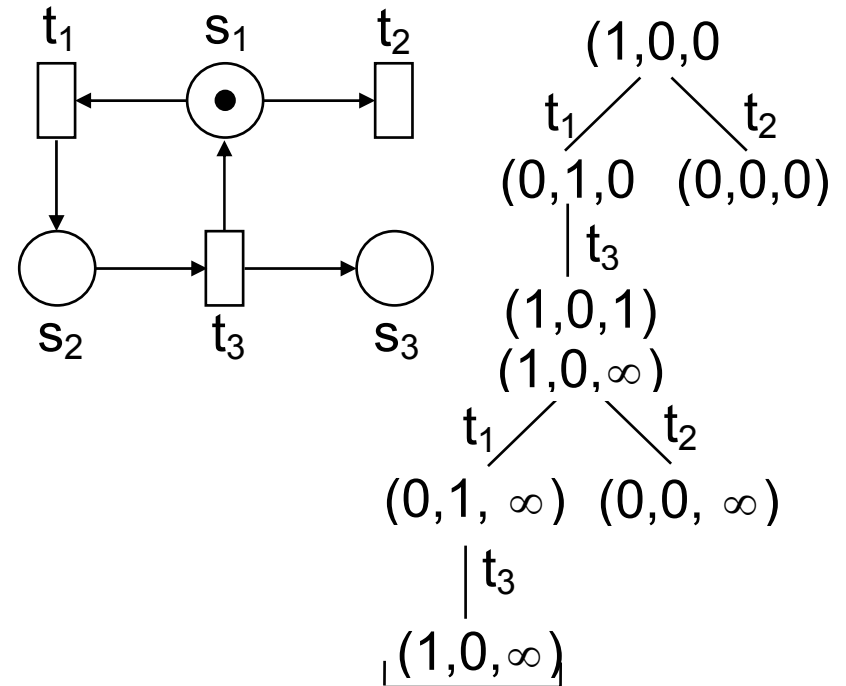 t₁ s₁ t₂
s₂ t₃ s₃
(1,0,0
t₁ t₂
(0,1,0 (0,0,0)
t₃
(1,0,1)
(1,0,∞)
t₁ t₂
(0,1, ∞) (0,0, ∞)
t₃
(1,0,∞)